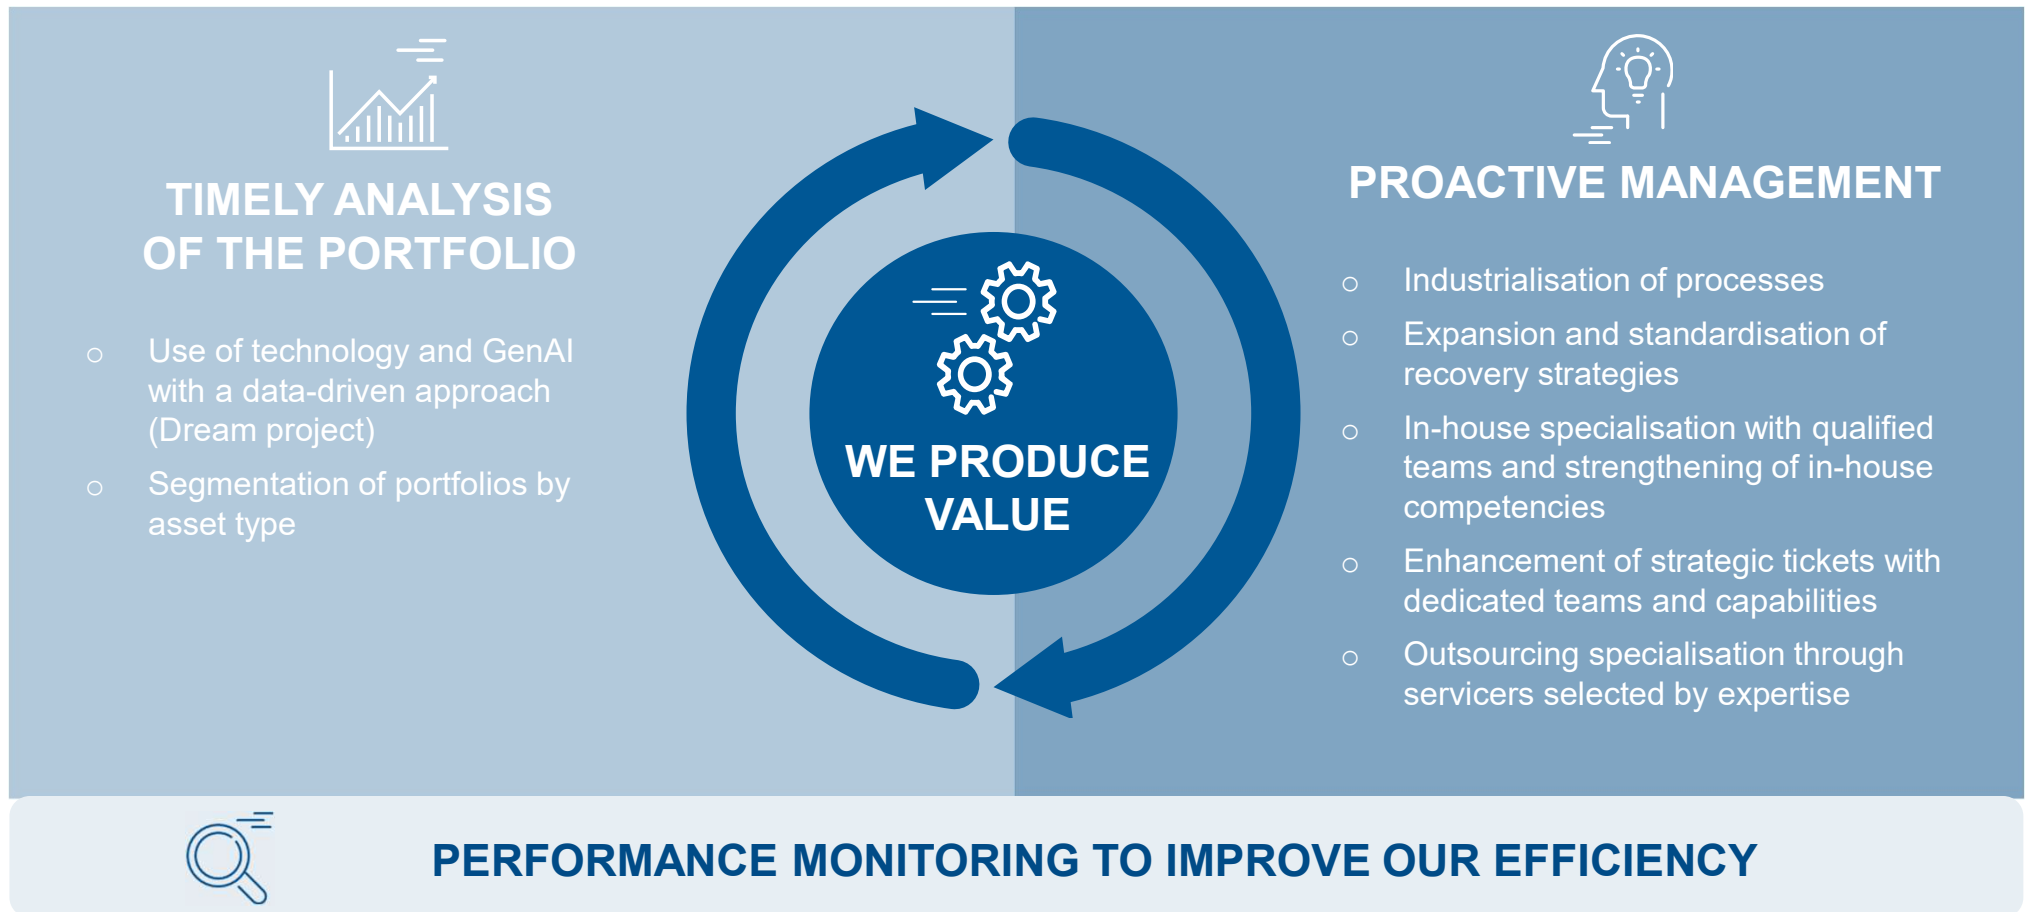 TIMELY ANALYSIS
OF THE PORTFOLIO
o Use of technology and GenAI
with a data-driven approach
(Dream project)
o Segmentation of portfolios by
asset type
WE PRODUCE
VALUE
PROACTIVE MANAGEMENT
o Industrialisation of processes
o Expansion and standardisation of
recovery strategies
o In-house specialisation with qualified
teams and strengthening of in-house
competencies
o Enhancement of strategic tickets with
dedicated teams and capabilities
o Outsourcing specialisation through
servicers selected by expertise
PERFORMANCE MONITORING TO IMPROVE OUR EFFICIENCY